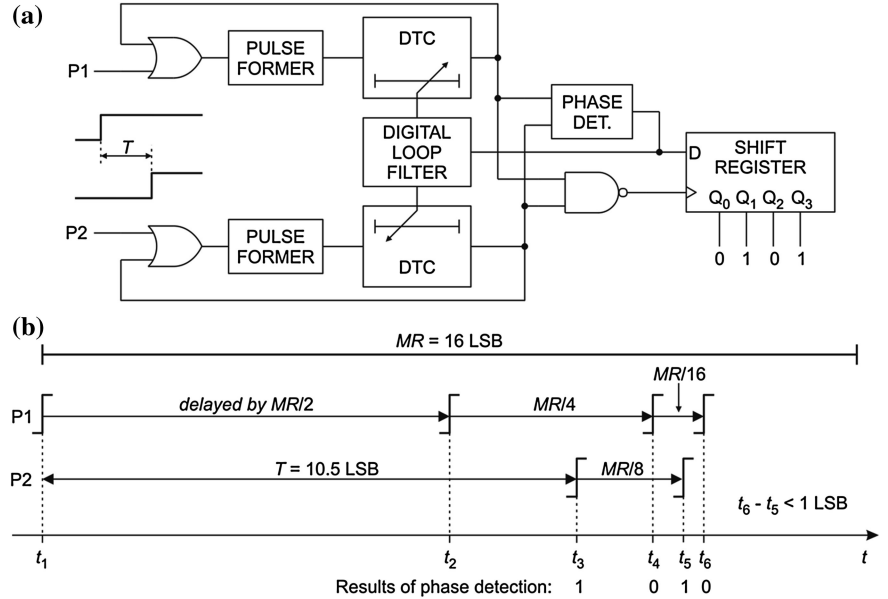 (a)
P1
PULSE FORMER
DTC
T
DIGITAL LOOP FILTER
PHASE DET.
D
SHIFT REGISTER
Q0 Q1 Q2 Q3
0 1 0 1
P2
PULSE FORMER
DTC
(b)
MR = 16 LSB
MR/16
P1
delayed by MR/2
MR/4
P2
T = 10.5 LSB
MR/8
t6 - t5 < 1 LSB
t1 t2 t3 t4 t5 t6 t
Results of phase detection: 1 0 1 0